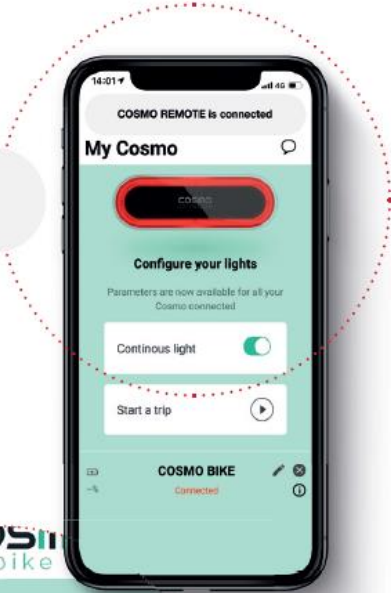 14:01
4G
COSMO REMOTE is connected
My Cosmo
COSMO
Configure your lights
Parameters are now available for all your
Cosmo connected
Continous light
Start a trip
COSMO BIKE
Connected
bike